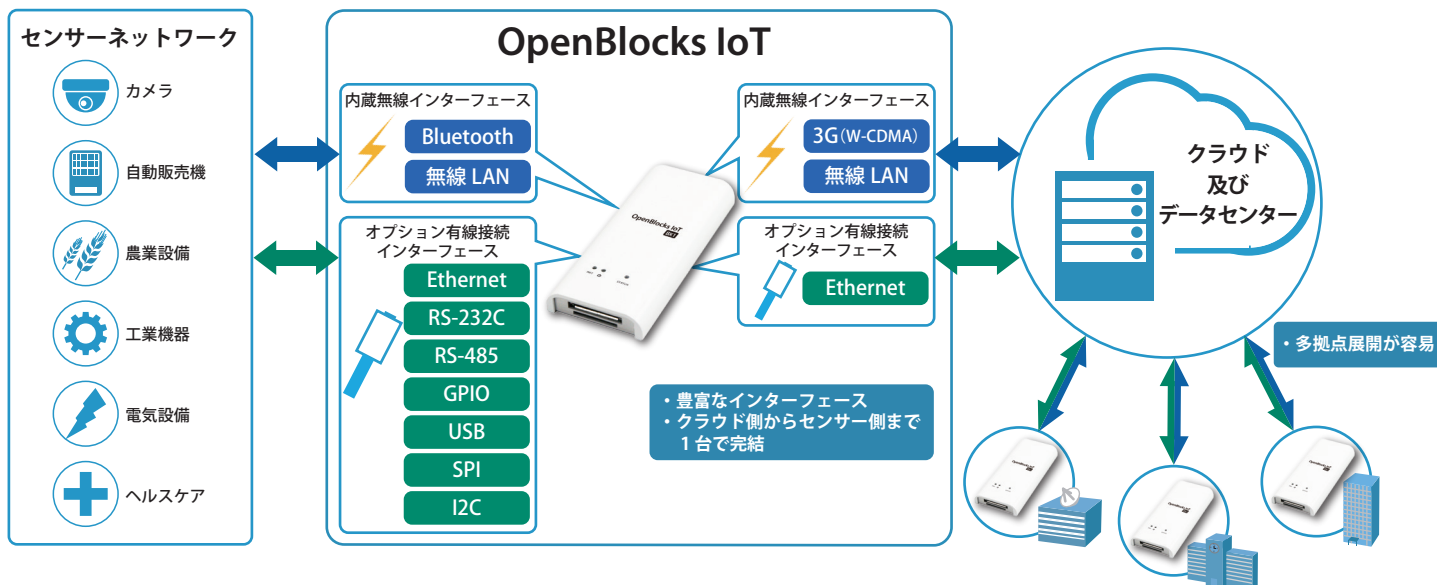 センサーネットワーク
カメラ
自動販売機
農業設備
工業機器
電気設備
ヘルスケア
OpenBlocks IoT
内蔵無線インターフェース
Bluetooth
無線 LAN
オプション有線接続
インターフェース
Ethernet
RS-232C
RS-485
GPIO
USB
SPI
I2C
OpenBlocks IoT
内蔵無線インターフェース
3G(W-CDMA)
無線 LAN
オプション有線接続
インターフェース
Ethernet
・豊富なインターフェース
・クラウド側からセンサー側まで
1 台で完結
クラウド
及び
データセンター
・多拠点展開が容易
OpenBlocks IoT
OpenBlocks IoT
OpenBlocks IoT